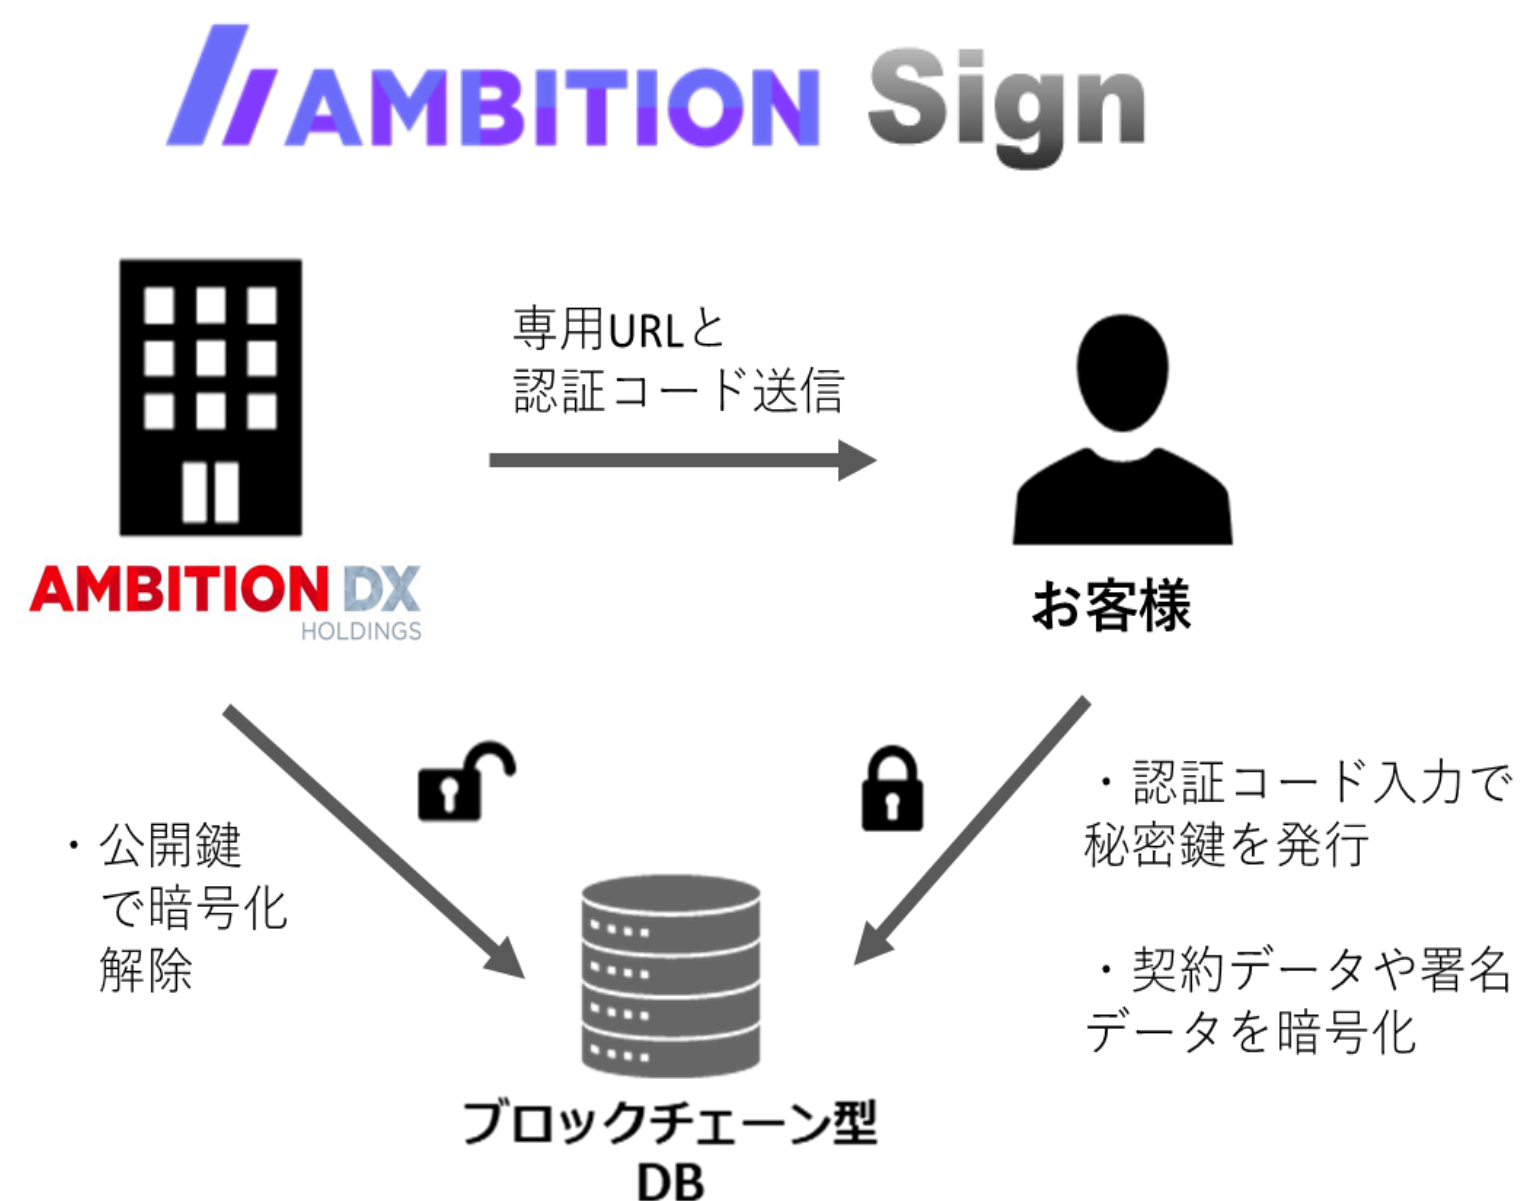 AMBITION Sign
専用URLと
認証コード送信
AMBITION DX
HOLDINGS
お客様
・公開鍵
で暗号化
解除
・認証コード入力で
秘密鍵を発行
・契約データや署名
データを暗号化
ブロックチェーン型
DB